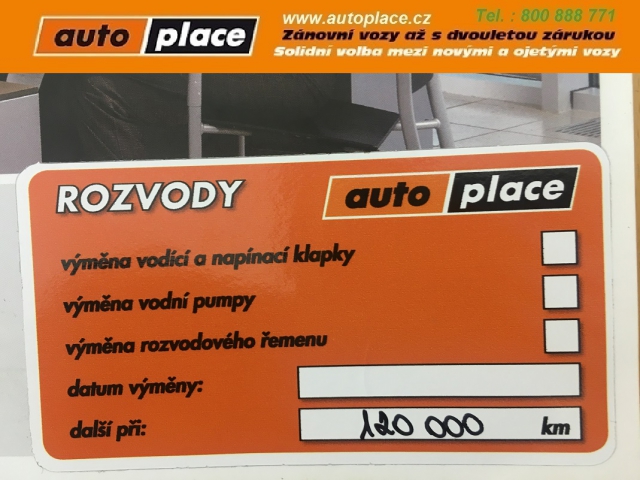 auto place
www.autoplace.cz
Tel. : 800 888 771
Zánovní vozy až s dvouletou zárukou
Solidní volba mezi novými a ojetými vozy
ROZVODY
auto place
výměna vodící a napínací klapky
výměna vodní pumpy
výměna rozvodového řemenu
datum výměny:
další při: 120 000 km